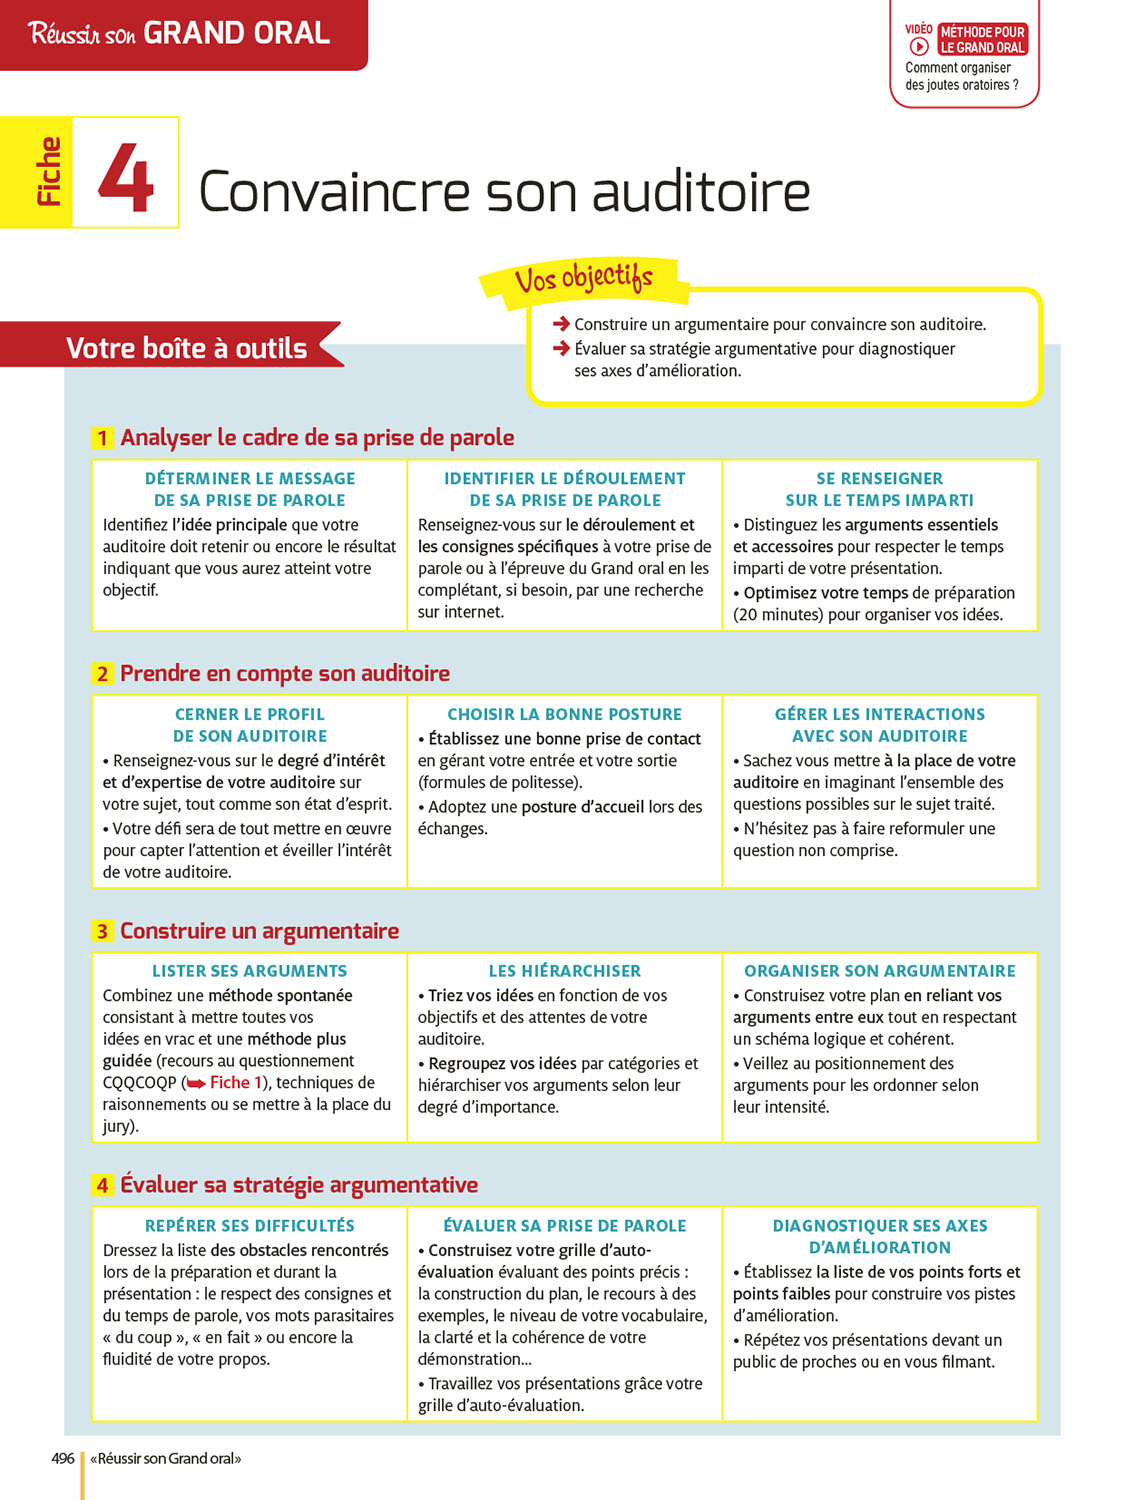 Réussir son GRAND ORAL
VIDÉO
MÉTHODE POUR
LE GRAND ORAL
Comment organiser
des joutes oratoires ?
Fiche
4
Convaincre son auditoire
Vos objectifs
➔ Construire un argumentaire pour convaincre son auditoire.
➔ Évaluer sa stratégie argumentative pour diagnostiquer
ses axes d’amélioration.
Votre boîte à outils
1 Analyser le cadre de sa prise de parole
DÉTERMINER LE MESSAGE
DE SA PRISE DE PAROLE
Identifiez l’idée principale que votre
auditoire doit retenir ou encore le résultat
indiquant que vous aurez atteint votre
objectif.
IDENTIFIER LE DÉROULEMENT
DE SA PRISE DE PAROLE
Renseignez-vous sur le déroulement et
les consignes spécifiques à votre prise de
parole ou à l’épreuve du Grand oral en les
complétant, si besoin, par une recherche
sur internet.
SE RENSEIGNER
SUR LE TEMPS IMPARTI
• Distinguez les arguments essentiels
et accessoires pour respecter le temps
imparti de votre présentation.
• Optimisez votre temps de préparation
(20 minutes) pour organiser vos idées.
2 Prendre en compte son auditoire
CERNER LE PROFIL
DE SON AUDITOIRE
• Renseignez-vous sur le degré d’intérêt
et d’expertise de votre auditoire sur
votre sujet, tout comme son état d’esprit.
• Votre défi sera de tout mettre en œuvre
pour capter l’attention et éveiller l’intérêt
de votre auditoire.
CHOISIR LA BONNE POSTURE
• Établissez une bonne prise de contact
en gérant votre entrée et votre sortie
(formules de politesse).
• Adoptez une posture d’accueil lors des
échanges.
GÉRER LES INTERACTIONS
AVEC SON AUDITOIRE
• Sachez vous mettre à la place de votre
auditoire en imaginant l’ensemble des
questions possibles sur le sujet traité.
• N’hésitez pas à faire reformuler une
question non comprise.
3 Construire un argumentaire
LISTER SES ARGUMENTS
Combinez une méthode spontanée
consistant à mettre toutes vos
idées en vrac et une méthode plus
guidée (recours au questionnement
CQQCOQP (➥ Fiche 1), techniques de
raisonnements ou se mettre à la place du
jury).
LES HIÉRARCHISER
• Triez vos idées en fonction de vos
objectifs et des attentes de votre
auditoire.
• Regroupez vos idées par catégories et
hiérarchiser vos arguments selon leur
degré d’importance.
ORGANISER SON ARGUMENTAIRE
• Construisez votre plan en reliant vos
arguments entre eux tout en respectant
un schéma logique et cohérent.
• Veillez au positionnement des
arguments pour les ordonner selon
leur intensité.
4 Évaluer sa stratégie argumentative
REPÉRER SES DIFFICULTÉS
Dressez la liste des obstacles rencontrés
lors de la préparation et durant la
présentation : le respect des consignes et
du temps de parole, vos mots parasitaires
« du coup », « en fait » ou encore la
fluidité de votre propos.
ÉVALUER SA PRISE DE PAROLE
• Construisez votre grille d’auto-
évaluation évaluant des points précis :
la construction du plan, le recours à des
exemples, le niveau de votre vocabulaire,
la clarté et la cohérence de votre
démonstration...
• Travaillez vos présentations grâce votre
grille d’auto-évaluation.
DIAGNOSTIQUER SES AXES
D’AMÉLIORATION
• Établissez la liste de vos points forts et
points faibles pour construire vos pistes
d’amélioration.
• Répétez vos présentations devant un
public de proches ou en vous filmant.
496 «Réussir son Grand oral»